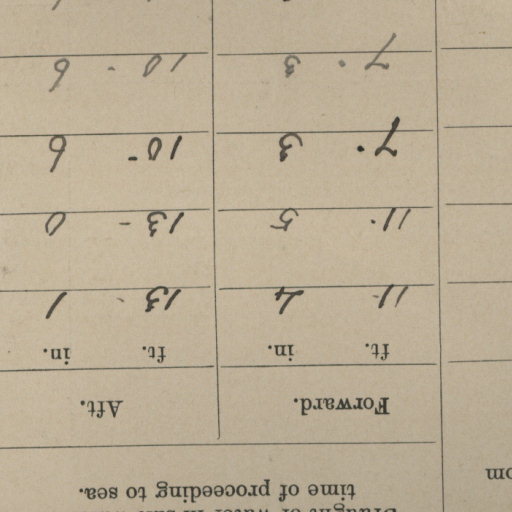 Draught of water in
time of proceeding to sea.
om
Forward. Aft.
ft. in. ft. in.
11- 4 13 - 1
11. 5 13 - 0
7. 3 10 - 6
7. 3 10 - 6